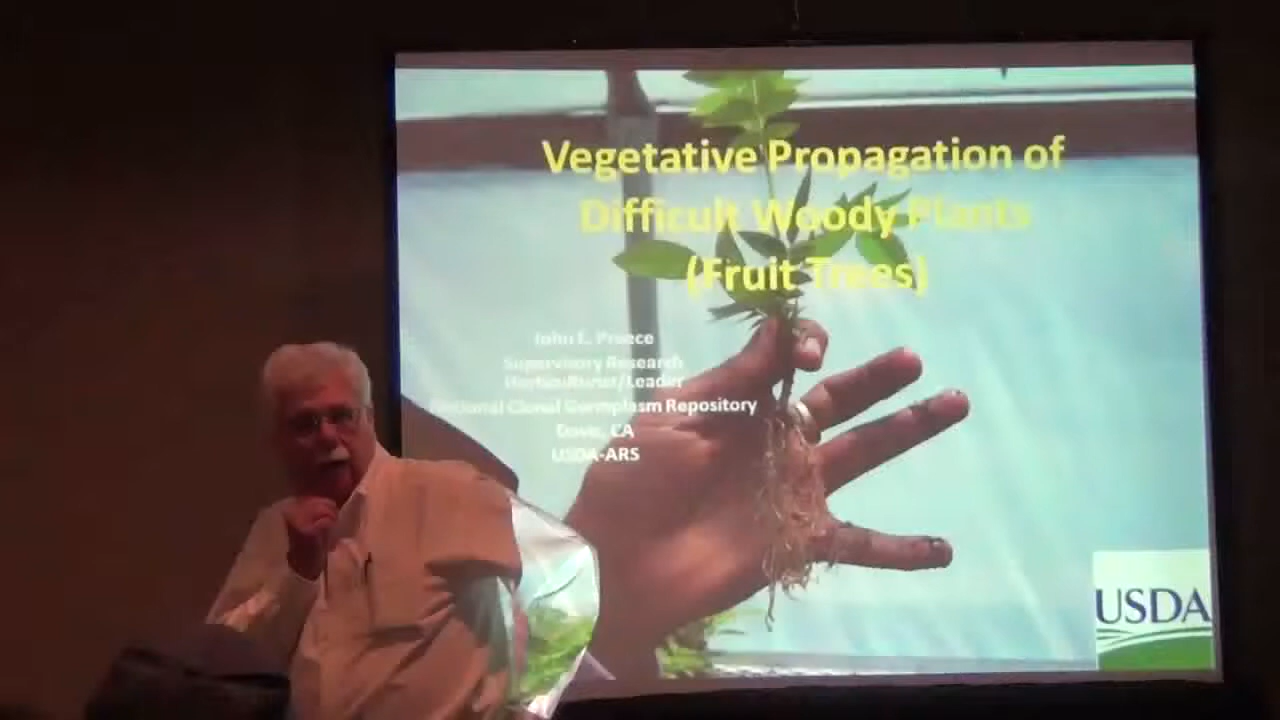 Vegetative Propagation of
Difficult Woody Plants
(Fruit Trees)
John E. Preece
Supervisory Research
Horticulturist/Leader
National Clonal Germplasm Repository
Davis, CA
USDA-ARS
USDA